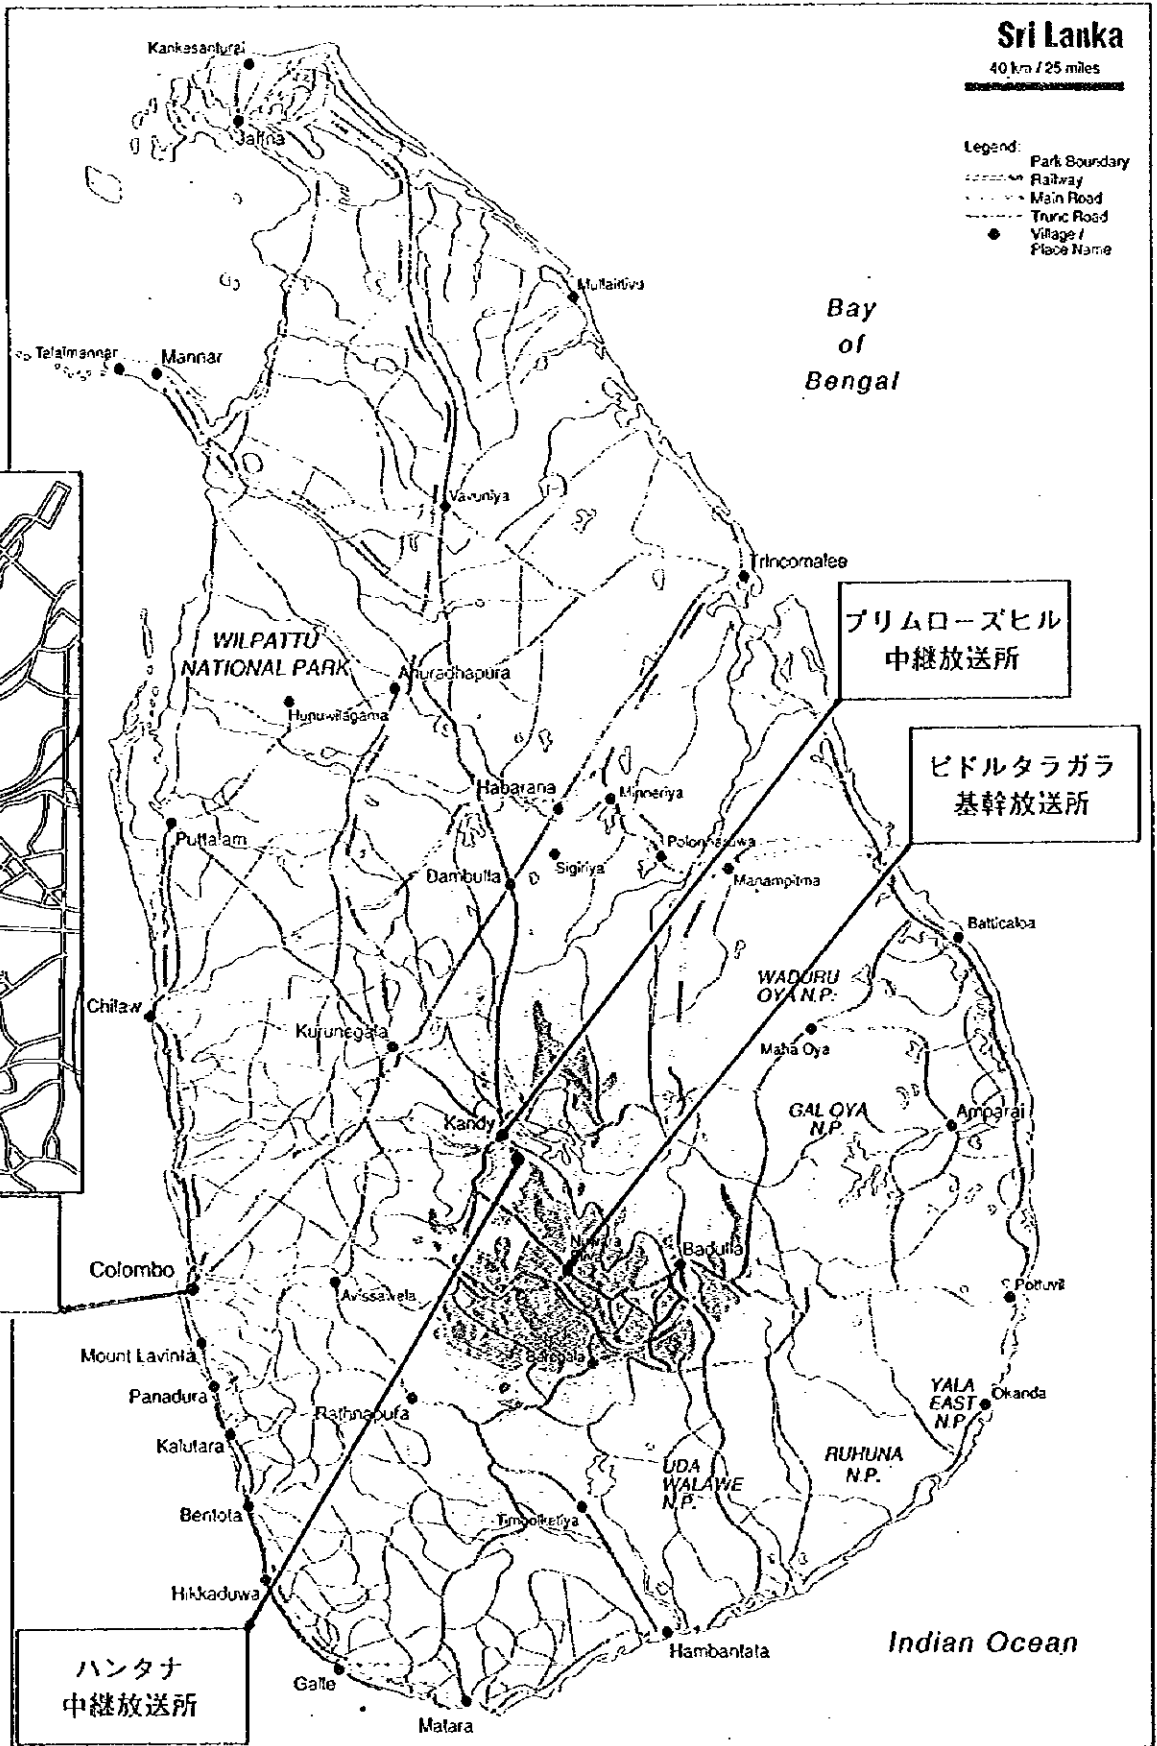 Sri Lanka
40 km / 25 miles
Legend:
Park Boundary
Railway
Main Road
Trunc Road
Village /
Place Name
Kankesanturai
Jaffna
Mullaitivu
Bay
of
Bengal
Talaimannar
Mannar
Vavuniya
Trincomalee
プリムローズヒル
中継放送所
WILPATTU
NATIONAL PARK
Anuradhapura
Hunuwilagama
ピドルタラガラ
基幹放送所
Habarana
Minneriya
Puttalam
Polonnaruwa
Sigiriya
Dambulla
Manampitma
Batticaloa
WADURU
OYA N.P.
Chilaw
Kurunegala
Maha Oya
GAL OYA
N.P.
Amparai
Kandy
Nuwara
Badulla
Colombo
Avissawela
Pottuvil
Mount Lavinia
Panadura
Rathnapura
YALA
EAST
N.P.
Okanda
Kalutara
UDA
WALAWE
N.P.
RUHUNA
N.P.
Bentota
Hikkaduwa
Hambantata
Indian Ocean
ハンタナ
中継放送所
Galle
Matara